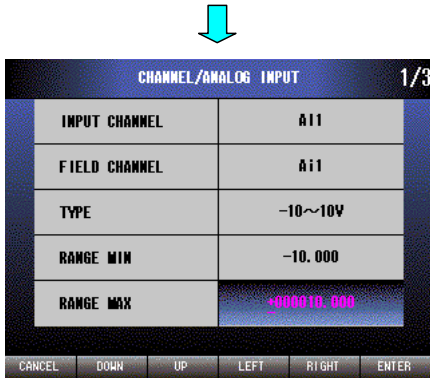 CHANNEL/ANALOG INPUT 1/3
INPUT CHANNEL AI1
FIELD CHANNEL Ai1
TYPE -10~10V
RANGE MIN -10.000
RANGE MAX +000010.000
CANCEL DOWN UP LEFT RIGHT ENTER